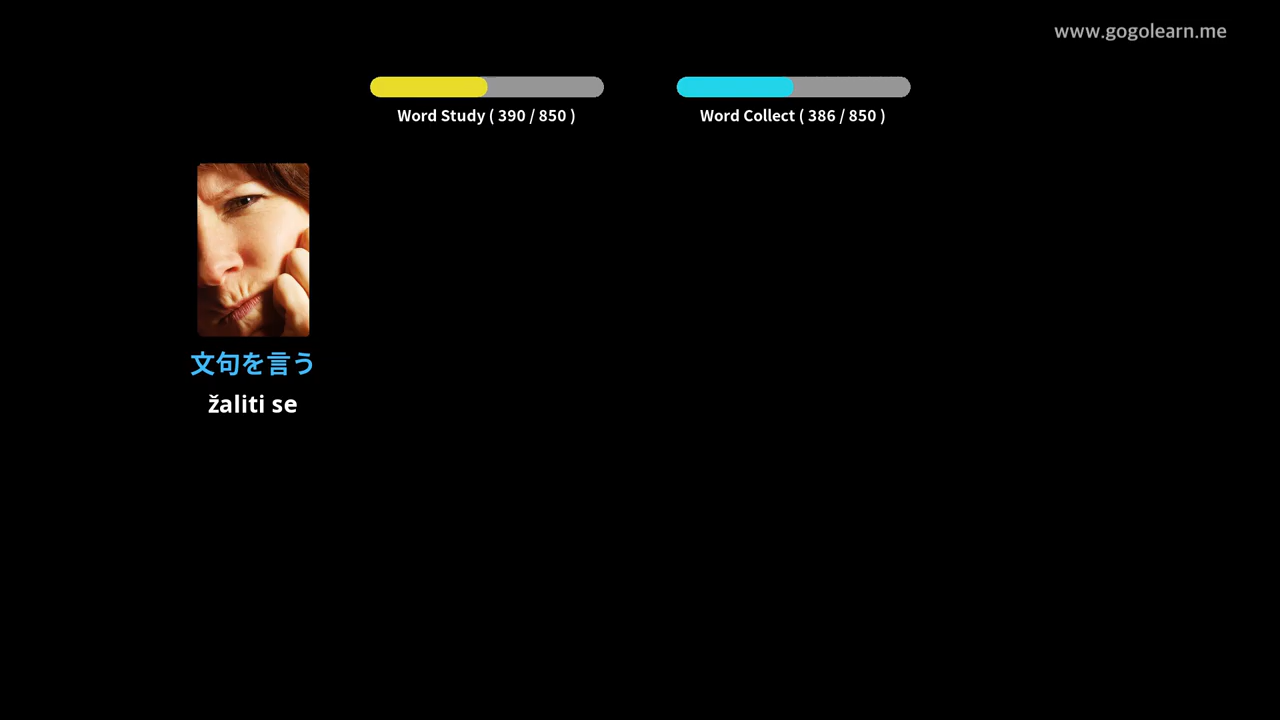 www.gogolearn.me
Word Study ( 390 / 850 )
Word Collect ( 386 / 850 )
文句を言う
žaliti se